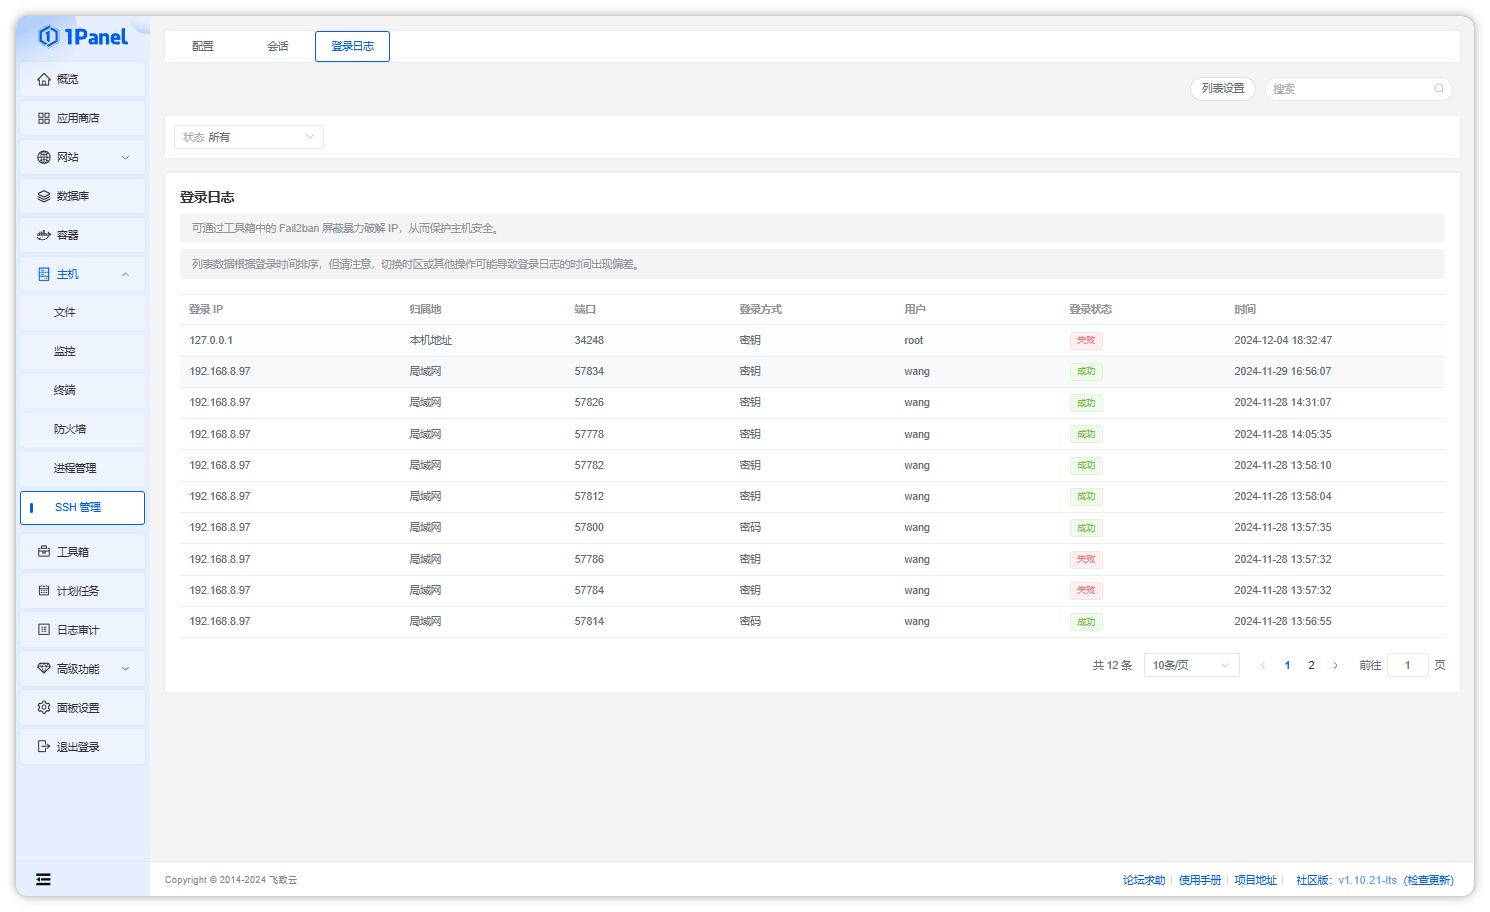 1Panel
概览
应用商店
网站
数据库
容器
主机
文件
监控
终端
防火墙
进程管理
SSH 管理
工具箱
计划任务
日志审计
高级功能
面板设置
退出登录
配置 会话 登录日志
列表设置 搜索
状态 所有
登录日志
可通过工具箱中的 Fail2ban 屏蔽暴力破解 IP，从而保护主机安全。
列表数据根据登录时间排序，但请注意，切换时区或其他操作可能导致登录日志的时间出现偏差。
登录 IP 归属地 端口 登录方式 用户 登录状态 时间
127.0.0.1 本机地址 34248 密钥 root 失败 2024-12-04 18:32:47
192.168.8.97 局域网 57834 密钥 wang 成功 2024-11-29 16:56:07
192.168.8.97 局域网 57826 密钥 wang 成功 2024-11-28 14:31:07
192.168.8.97 局域网 57778 密钥 wang 成功 2024-11-28 14:05:35
192.168.8.97 局域网 57782 密钥 wang 成功 2024-11-28 13:58:10
192.168.8.97 局域网 57812 密钥 wang 成功 2024-11-28 13:58:04
192.168.8.97 局域网 57800 密码 wang 成功 2024-11-28 13:57:35
192.168.8.97 局域网 57786 密钥 wang 失败 2024-11-28 13:57:32
192.168.8.97 局域网 57784 密钥 wang 失败 2024-11-28 13:57:32
192.168.8.97 局域网 57814 密码 wang 成功 2024-11-28 13:56:55
共 12 条 10条/页 1 2 前往 1 页
Copyright © 2014-2024 飞致云 论坛求助 使用手册 项目地址 社区版: v1.10.21-lts (检查更新)